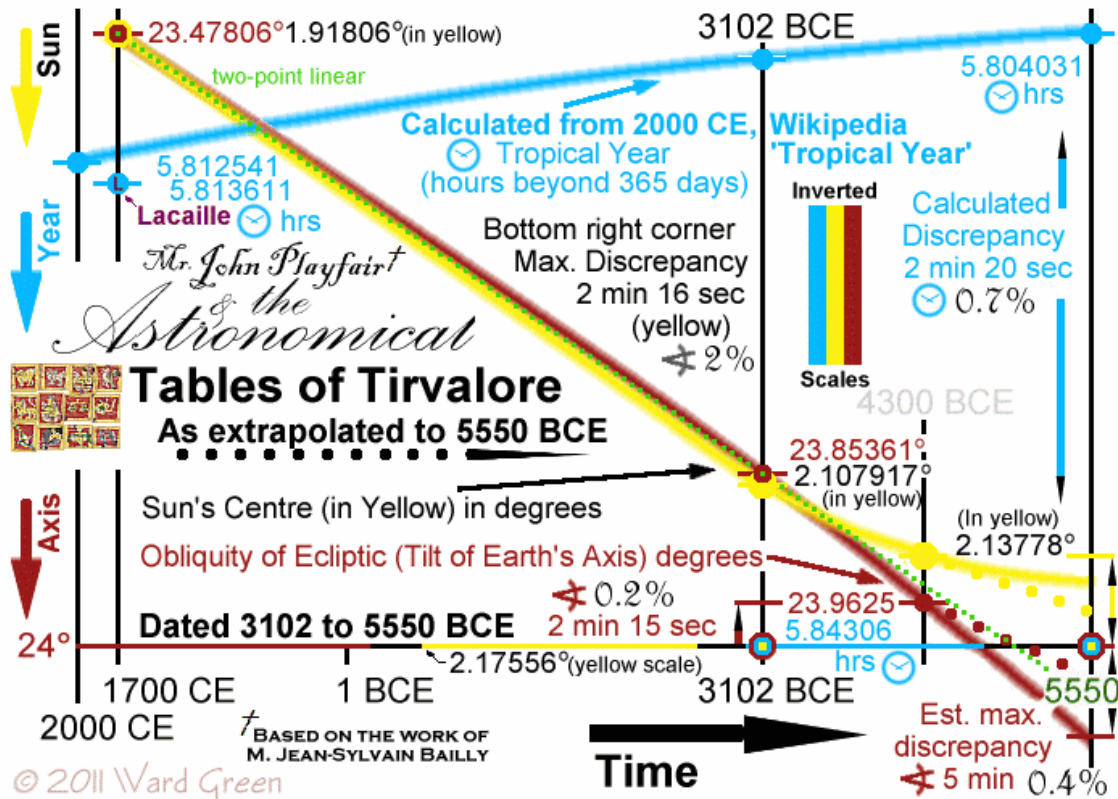 Sun
23.47806° 1.91806° (in yellow)
3102 BCE
two-point linear
5.804031
hrs
Calculated from 2000 CE, Wikipedia
Tropical Year 'Tropical Year'
(hours beyond 365 days)
5.812541
5.813611
L
Lacaille hrs
Year
Inverted
Scales
Calculated
Discrepancy
2 min 20 sec
0.7%
Bottom right corner
Max. Discrepancy
2 min 16 sec
(yellow)
2%
Mr. John Playfair†
& the
Astronomical
Tables of Tirvalore
As extrapolated to 5550 BCE
4300 BCE
23.85361°
2.107917°
(in yellow)
Sun's Centre (in Yellow) in degrees
(In yellow)
2.13778°
Axis
Obliquity of Ecliptic (Tilt of Earth's Axis) degrees
0.2%
2 min 15 sec
23.9625
Dated 3102 to 5550 BCE
5.84306
hrs
24°
2.17556° (yellow scale)
1700 CE
1 BCE
3102 BCE
5550
2000 CE
†Based on the work of
M. Jean-Sylvain Bailly
Time
Est. max.
discrepancy
5 min 0.4%
© 2011 Ward Green